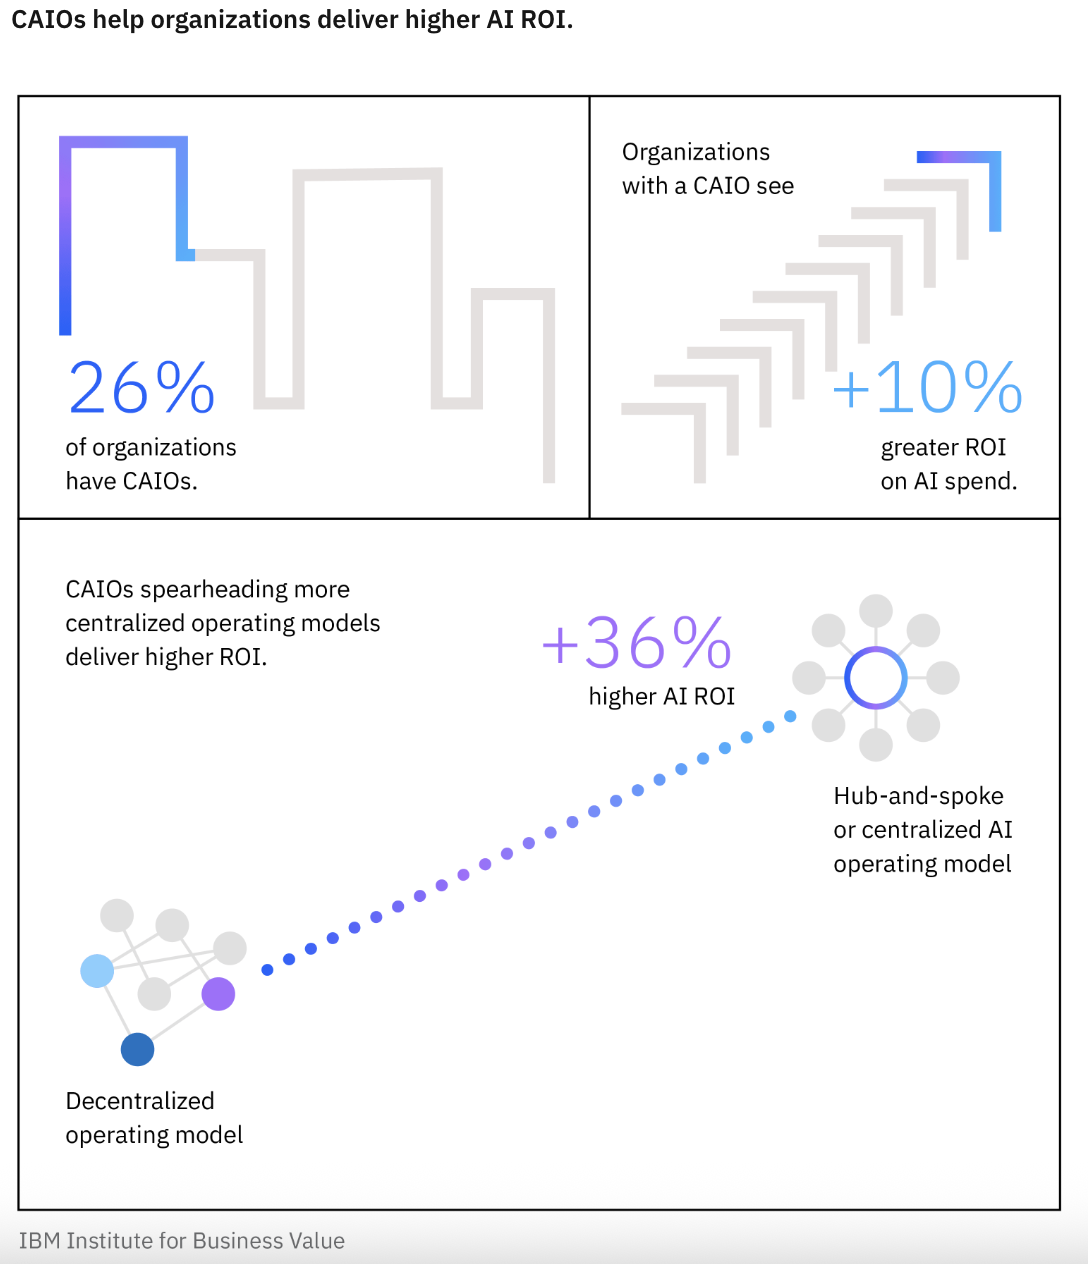 CAIOs help organizations deliver higher AI ROI.
26%
of organizations
have CAIOs.
Organizations
with a CAIO see
+10%
greater ROI
on AI spend.
CAIOs spearheading more
centralized operating models
deliver higher ROI.
+36%
higher AI ROI
Hub-and-spoke
or centralized AI
operating model
Decentralized
operating model
IBM Institute for Business Value